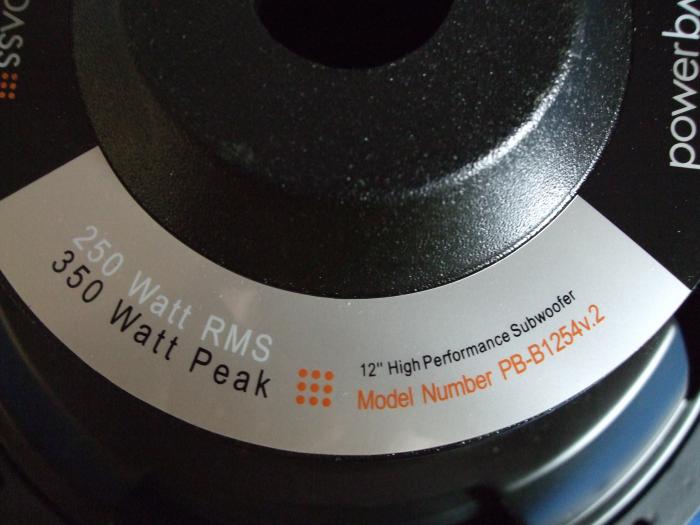 250 Watt RMS
350 Watt Peak
12" High Performance Subwoofer
Model Number PB-B1254v.2